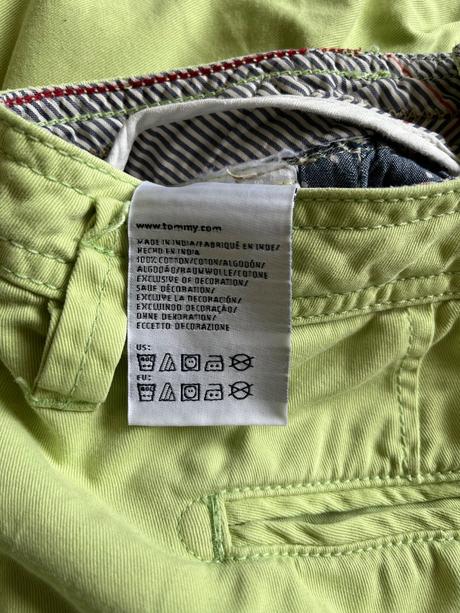 www.tommy.com
MADE IN INDIA/FABRIQUÉ EN INDE/
HECHO EN INDIA
100% COTTON/COTON/ALGODÓN/
ALGODÃO/BAUMWOLLE/COTONE
EXCLUSIVE OF DECORATION/
SAUF DÉCORATION/
EXCLUYE LA DECORACIÓN/
EXCLUINDO DECORAÇÃO/
OHNE DEKORATION/
ECCETTO DECORAZIONE
US:
EU: